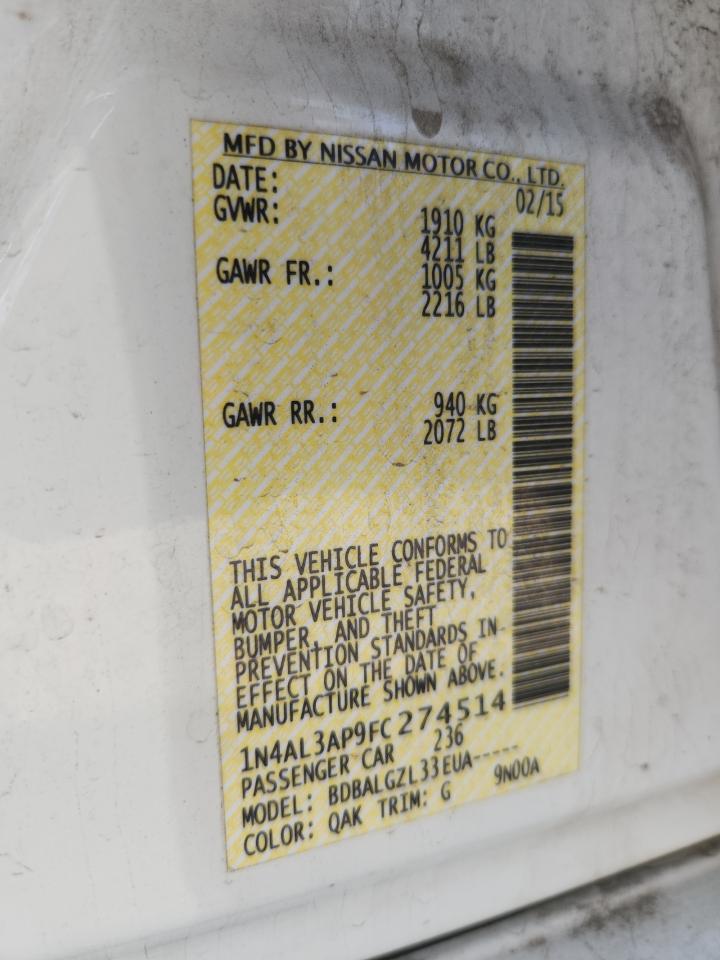 MFD BY NISSAN MOTOR CO., LTD.
DATE: 02/15
GVWR: 1910 KG
4211 LB
GAWR FR.: 1005 KG
2216 LB
GAWR RR.: 940 KG
2072 LB
THIS VEHICLE CONFORMS TO
ALL APPLICABLE FEDERAL
MOTOR VEHICLE SAFETY,
BUMPER, AND THEFT
PREVENTION STANDARDS IN
EFFECT ON THE DATE OF
MANUFACTURE SHOWN ABOVE.
1N4AL3AP9FC274514
PASSENGER CAR 236
MODEL: BDBALGZL33EUA-----
COLOR: QAK TRIM: G 9N00A